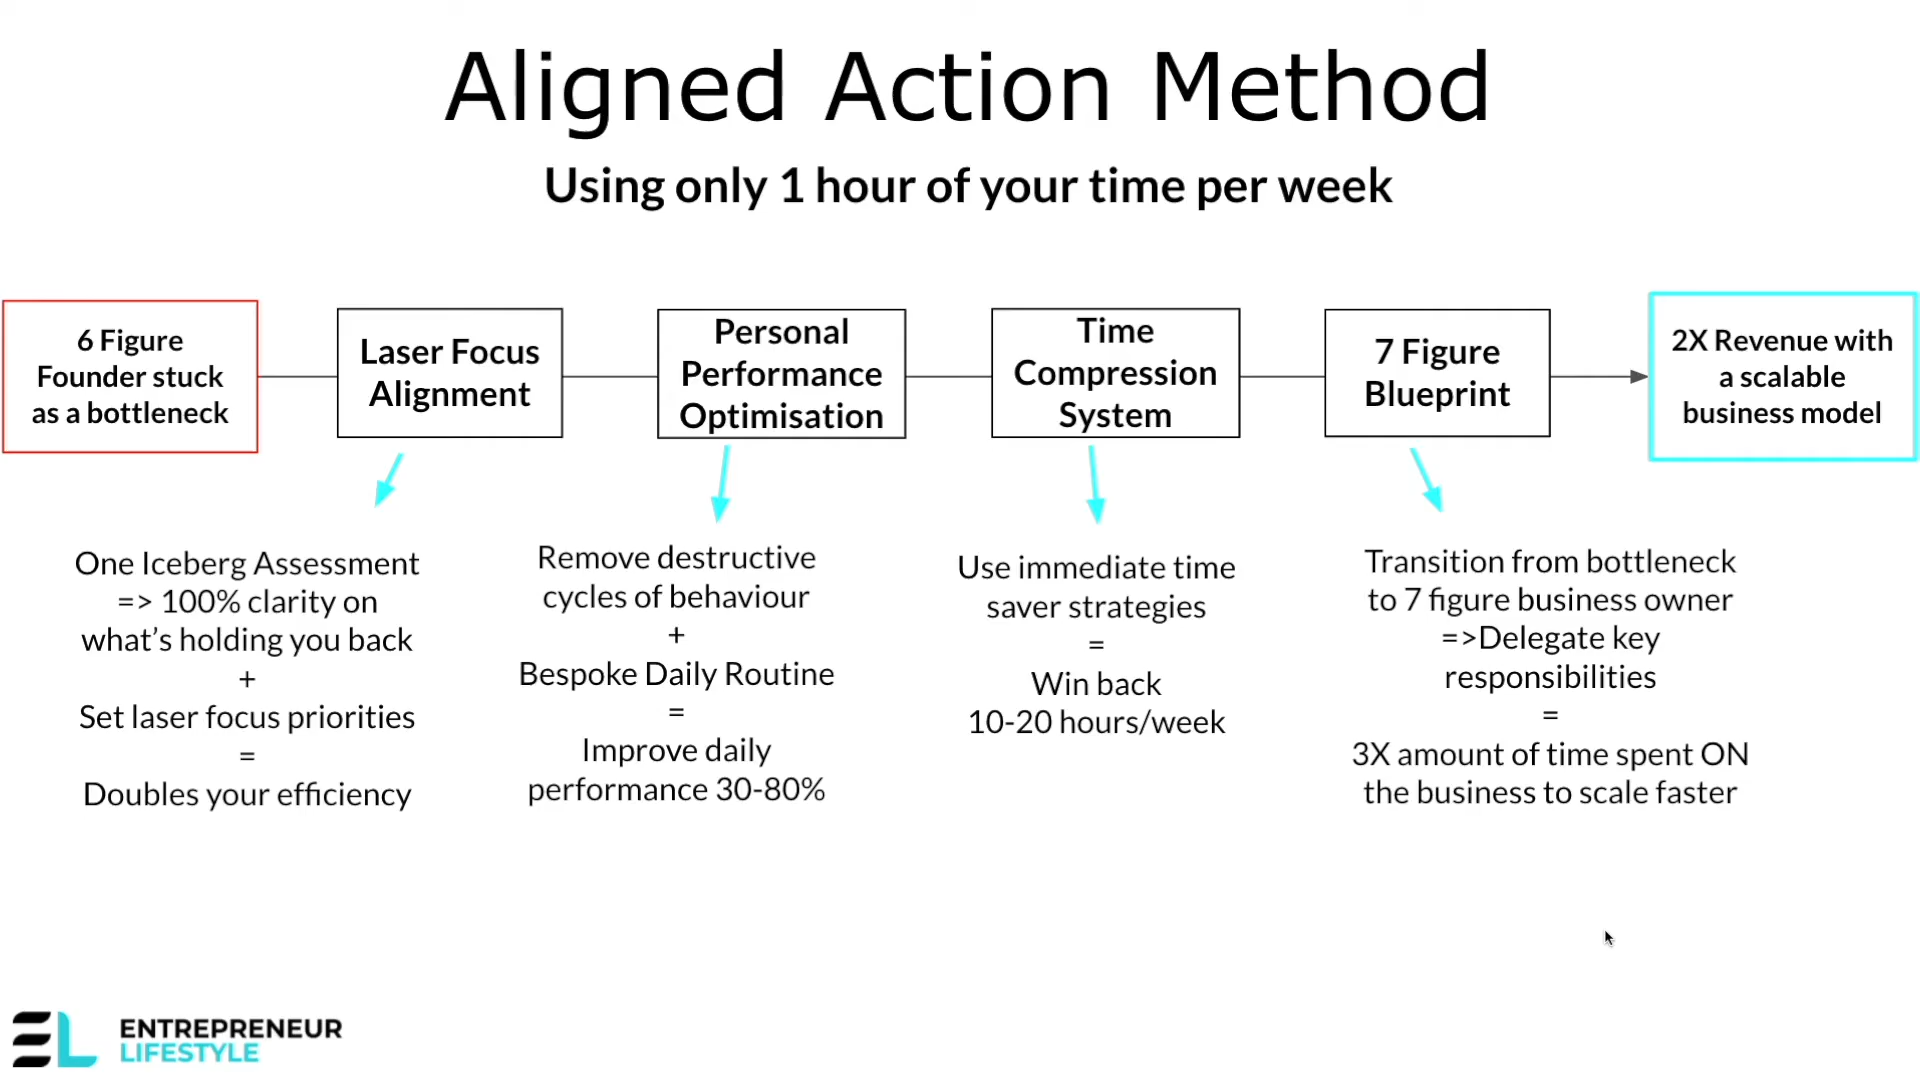 Aligned Action Method
Using only 1 hour of your time per week
6 Figure
Founder stuck
as a bottleneck
Laser Focus
Alignment
Personal
Performance
Optimisation
Time
Compression
System
7 Figure
Blueprint
2X Revenue with
a scalable
business model
One Iceberg Assessment
=> 100% clarity on
what’s holding you back
+
Set laser focus priorities
=
Doubles your efficiency
Remove destructive
cycles of behaviour
+
Bespoke Daily Routine
=
Improve daily
performance 30-80%
Use immediate time
saver strategies
=
Win back
10-20 hours/week
Transition from bottleneck
to 7 figure business owner
=>Delegate key
responsibilities
=
3X amount of time spent ON
the business to scale faster
EL
ENTREPRENEUR
LIFESTYLE